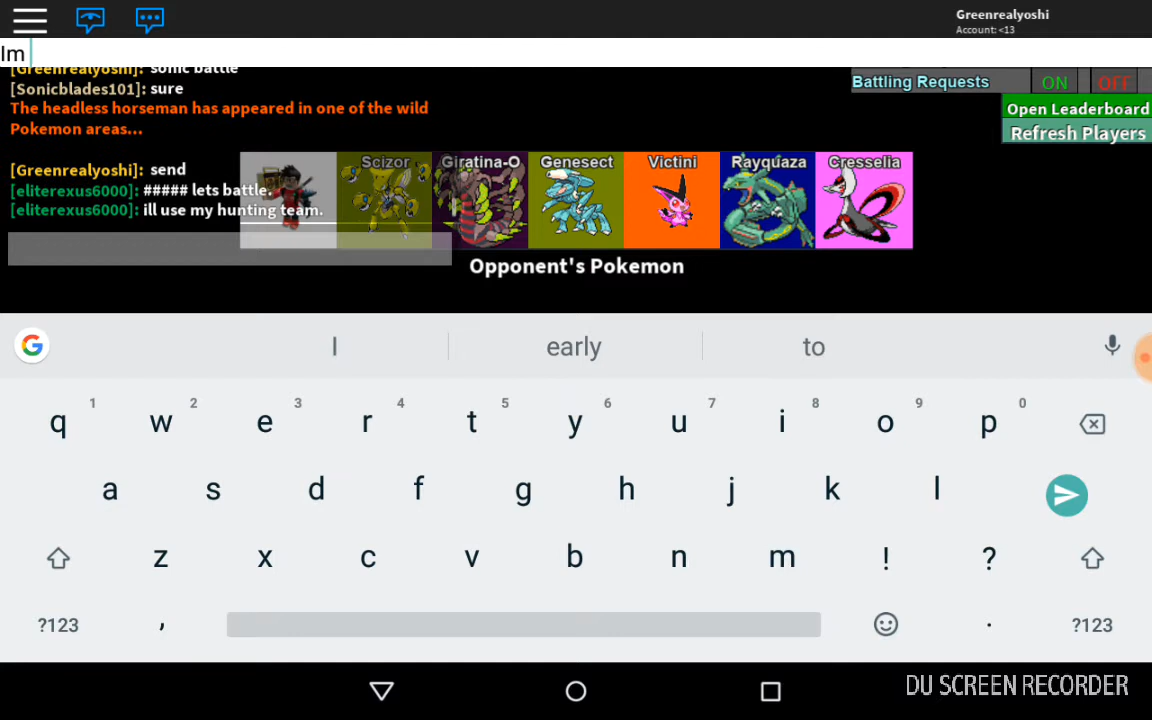 Greenrealyoshi
Account: <13
Im
[Greenrealyoshi]: sonic battle
[Sonicblades101]: sure
The headless horseman has appeared in one of the wild
Pokemon areas...
[Greenrealyoshi]: send
[eliterexus6000]: ##### lets battle.
[eliterexus6000]: ill use my hunting team.
Battling Requests ON OFF
Open Leaderboard
Refresh Players
Scizor Giratina-O Genesect Victini Rayquaza Cresselia
Opponent's Pokemon
G I early to
1 2 3 4 5 6 7 8 9 0
q w e r t y u i o p
a s d f g h j k l
z x c v b n m ! ?
?123 , . ?123
DU SCREEN RECORDER